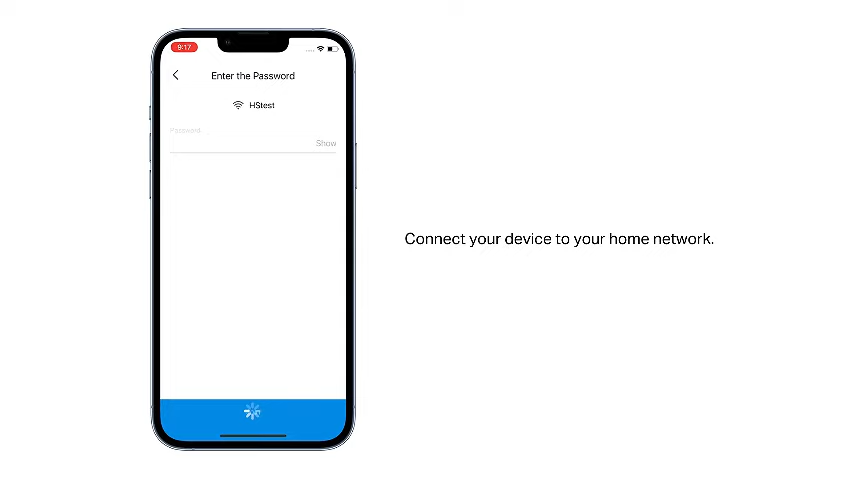 9:17
Enter the Password
HStest
Password
Show
Connect your device to your home network.